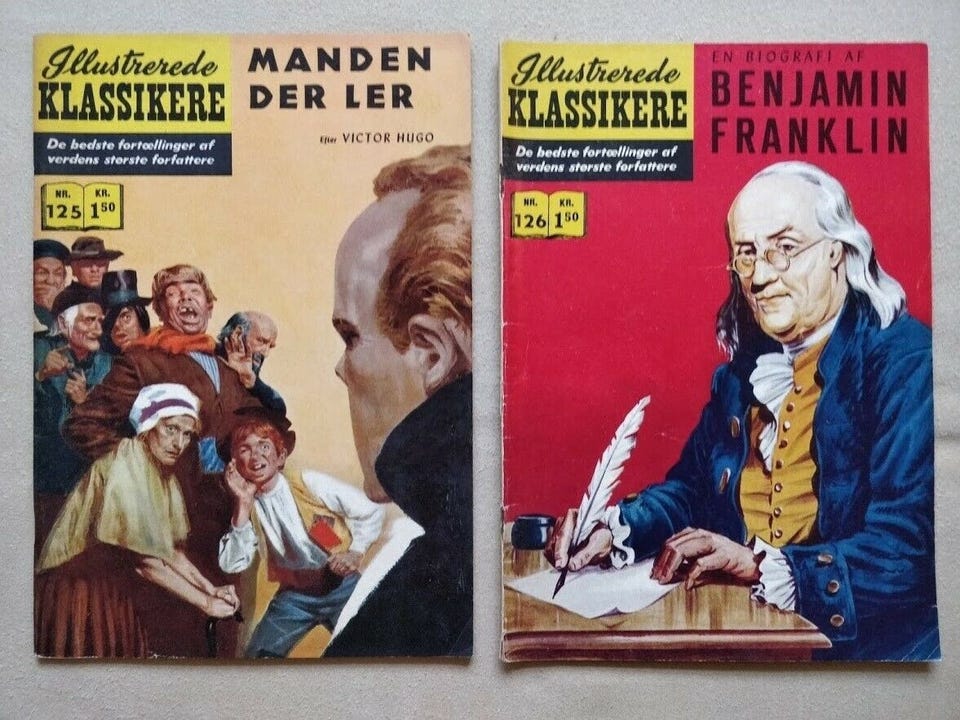 Illustrerede
KLASSIKERE
De bedste fortællinger af
verdens største forfattere
NR. KR.
125 1 50
MANDEN
DER LER
Efter VICTOR HUGO
Illustrerede
KLASSIKERE
De bedste fortællinger af
verdens største forfattere
NR. KR.
126 1 50
EN BIOGRAFI AF
BENJAMIN
FRANKLIN